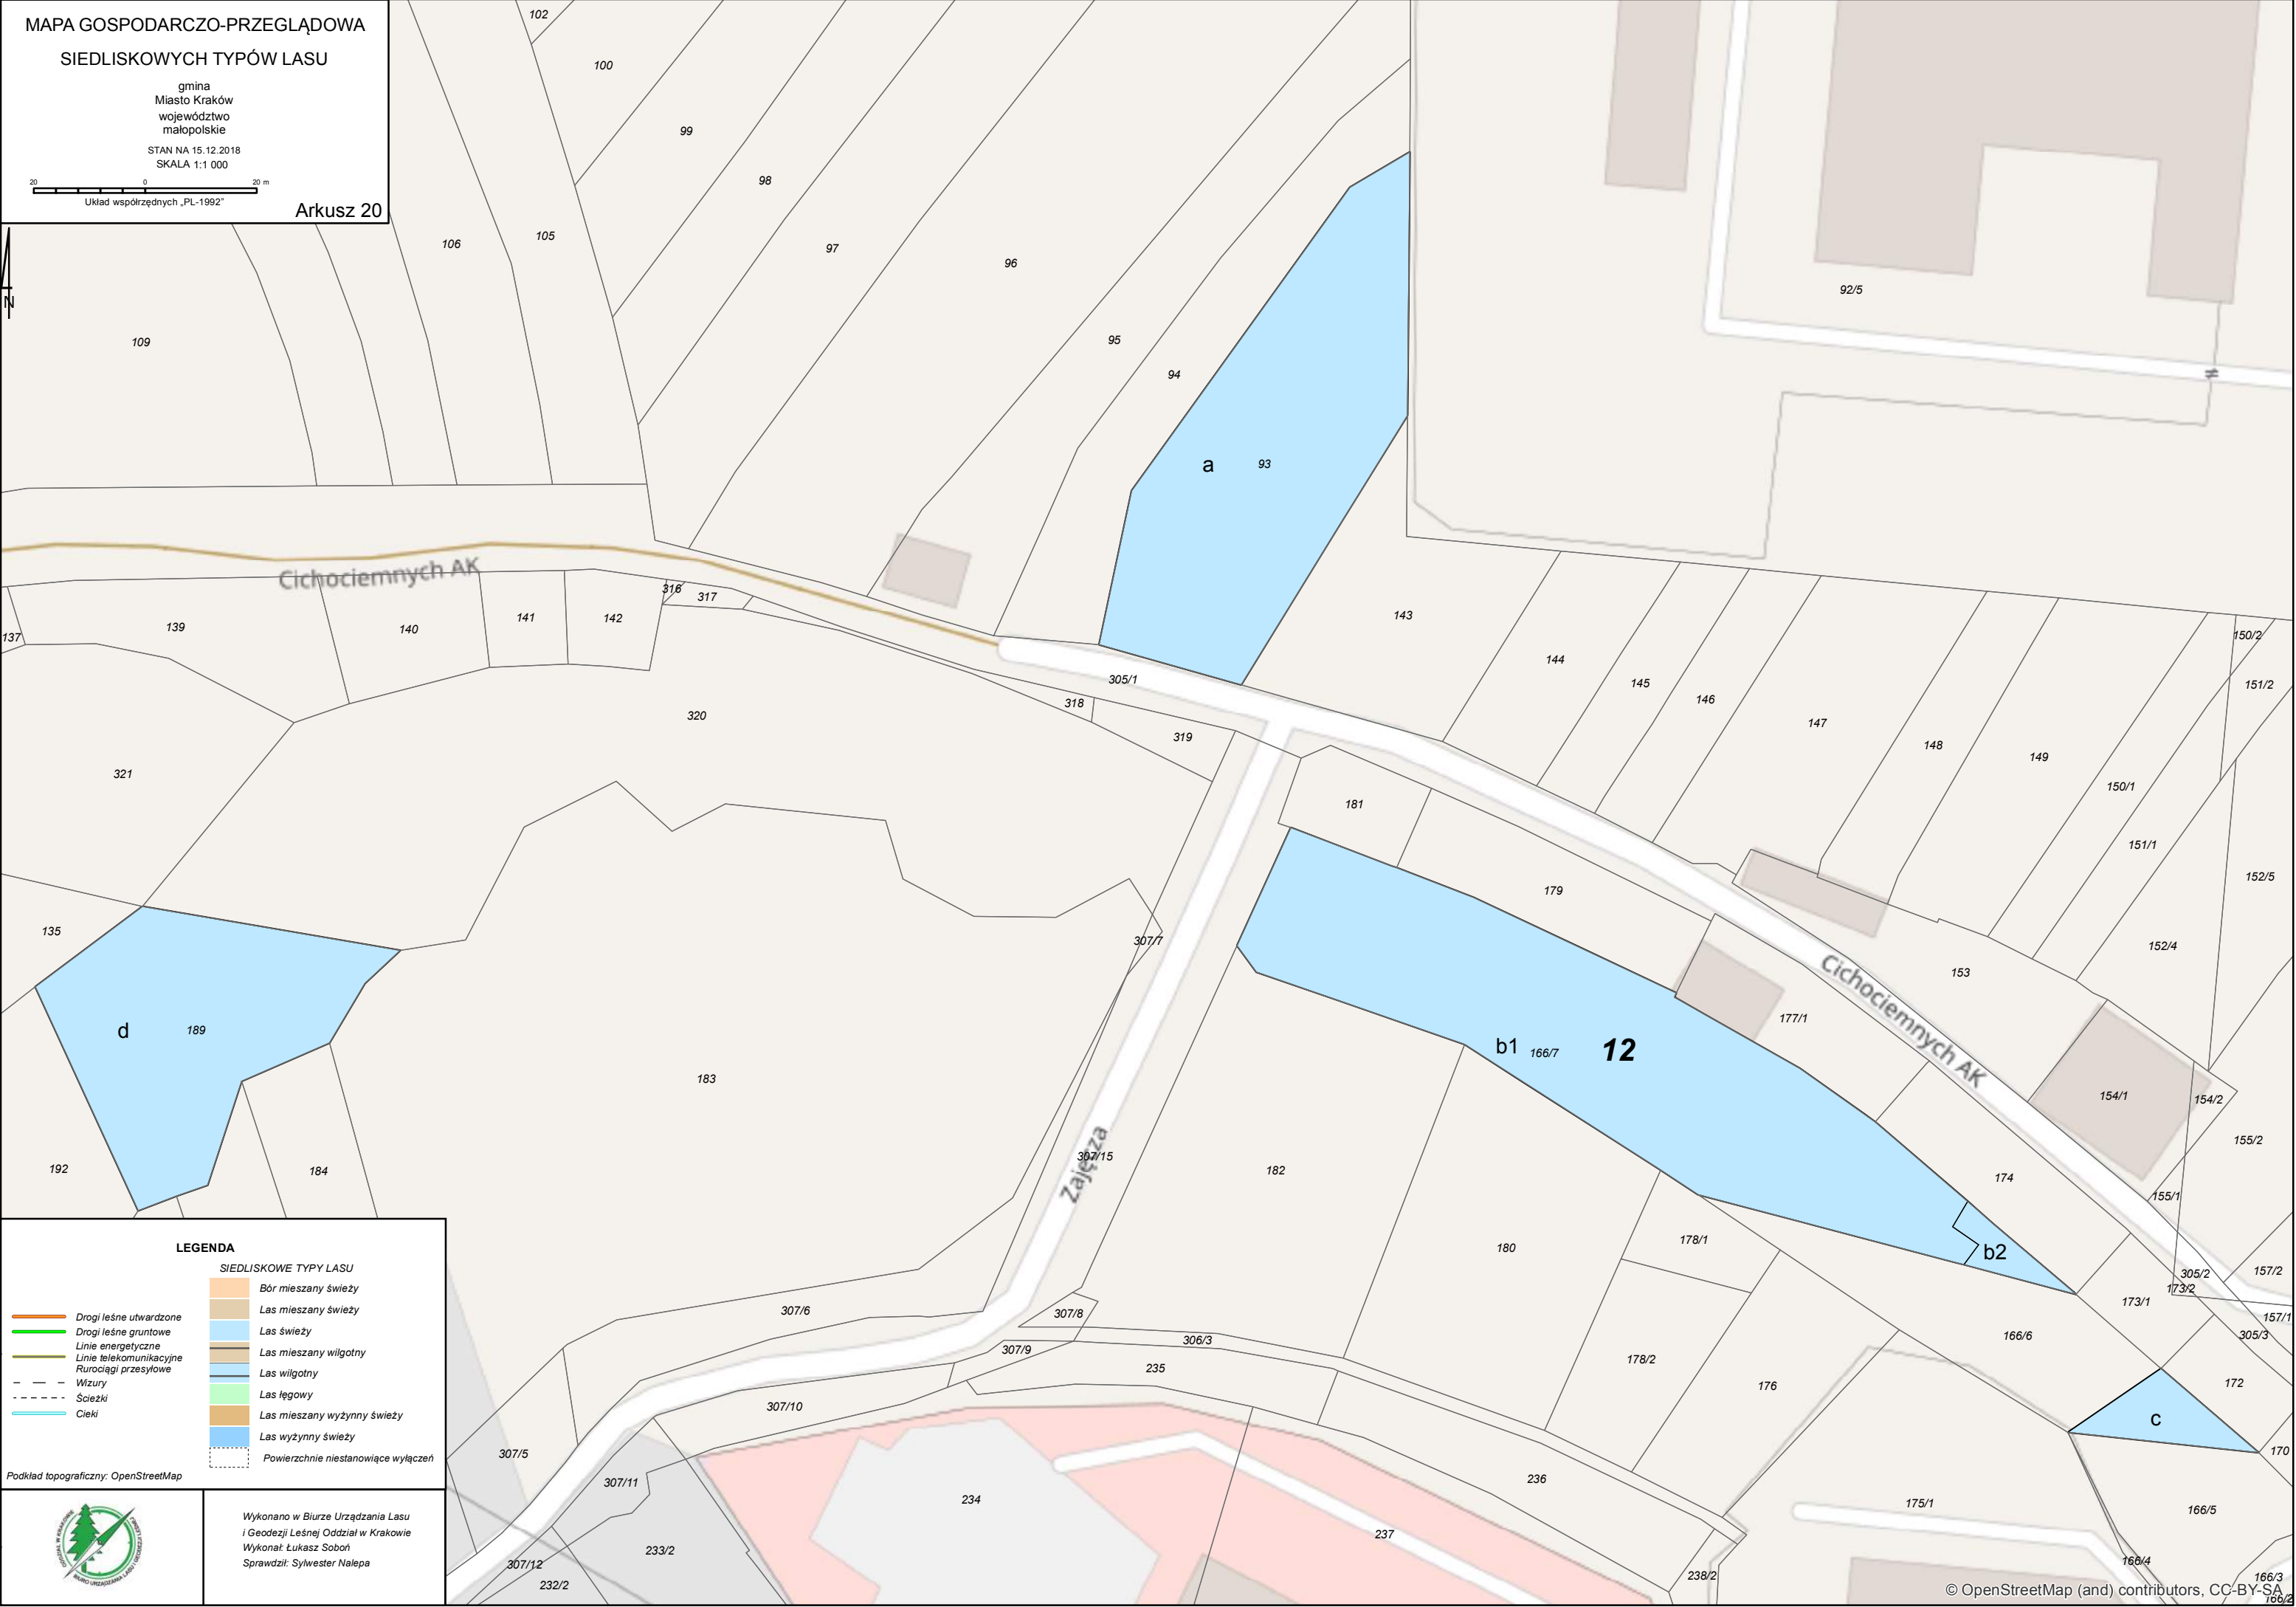 MAPA GOSPODARCZO-PRZEGLĄDOWA
SIEDLISKOWYCH TYPÓW LASU
gmina
Miasto Kraków
województwo
małopolskie
STAN NA 15.12.2018
SKALA 1:1 000
20 0 20 m
Układ współrzędnych „PL-1992"
Arkusz 20
N
102
100
99
98
97
96
95
94
106
105
109
a 93
92/5
Cichociemnych AK
137
139
140
141
142
316
317
305/1
318
319
320
321
143
144
145
146
147
148
149
150/2
151/2
150/1
151/1
152/5
152/4
153
181
179
177/1
Cichociemnych AK
154/1
154/2
155/2
155/1
135
d 189
192
184
183
307/7
307/15
Zajęcza
182
b1 166/7 12
174
b2
180
178/1
178/2
176
305/2
173/2
173/1
157/2
157/1
305/3
166/6
172
c
170
166/5
175/1
166/4
166/3
166/2
307/6
307/8
306/3
307/9
235
307/10
307/5
307/11
307/12
232/2
233/2
234
237
236
238/2
LEGENDA
SIEDLISKOWE TYPY LASU
Bór mieszany świeży
Las mieszany świeży
Las świeży
Las mieszany wilgotny
Las wilgotny
Las łęgowy
Las mieszany wyżynny świeży
Las wyżynny świeży
Powierzchnie niestanowiące wyłączeń
Drogi leśne utwardzone
Drogi leśne gruntowe
Linie energetyczne
Linie telekomunikacyjne
Rurociągi przesyłowe
Wizury
Ścieżki
Cieki
Podkład topograficzny: OpenStreetMap
ODDZIAŁ W KRAKOWIE
BIURO URZĄDZANIA LASU I GEODEZJI LEŚNEJ
Wykonano w Biurze Urządzania Lasu
i Geodezji Leśnej Oddział w Krakowie
Wykonał: Łukasz Soboń
Sprawdził: Sylwester Nalepa
© OpenStreetMap (and) contributors, CC-BY-SA